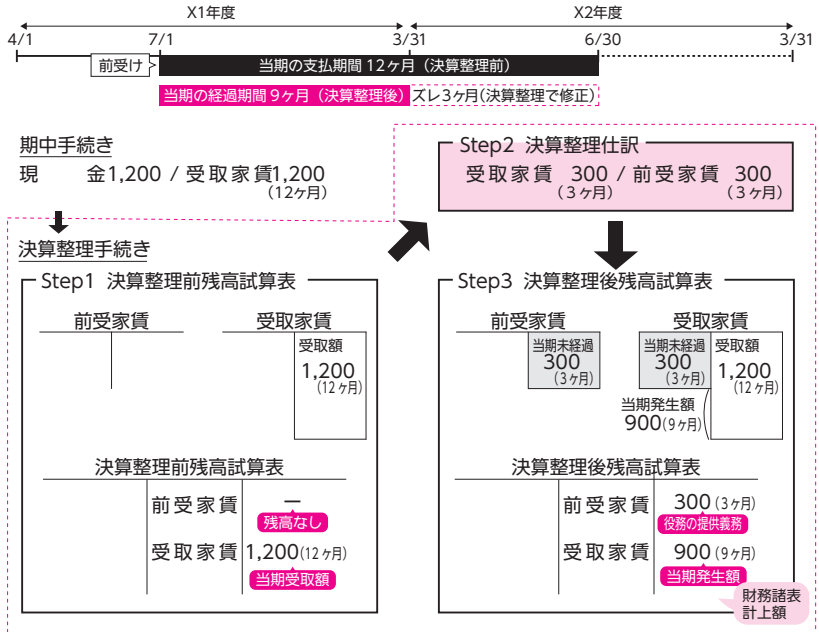 X1年度 X2年度
4/1 7/1 3/31 6/30 3/31
前受け 当期の支払期間12ヶ月（決算整理前）
当期の経過期間9ヶ月（決算整理後） ズレ3ヶ月(決算整理で修正)
期中手続き
現 金1,200 / 受取家賃1,200
(12ヶ月)
決算整理手続き
Step1 決算整理前残高試算表
前受家賃 受取家賃
受取額
1,200
(12ヶ月)
決算整理前残高試算表
前受家賃 ー
残高なし
受取家賃 1,200(12ヶ月)
当期受取額
Step2 決算整理仕訳
受取家賃 300 / 前受家賃 300
(3ヶ月) (3ヶ月)
Step3 決算整理後残高試算表
前受家賃 受取家賃
当期未経過 当期未経過 受取額
300 300 1,200
(3ヶ月) (3ヶ月) (12ヶ月)
当期発生額
900(9ヶ月)
決算整理後残高試算表
前受家賃 300(3ヶ月)
役務の提供義務
受取家賃 900(9ヶ月)
当期発生額
財務諸表
計上額